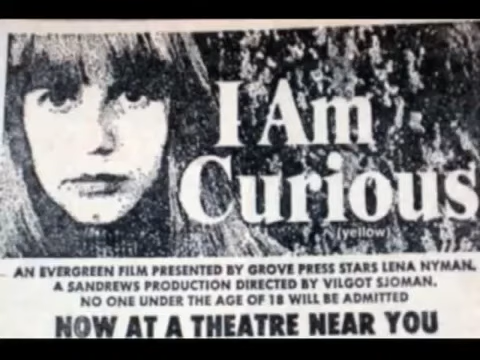 I Am
Curious
(yellow)
AN EVERGREEN FILM PRESENTED BY GROVE PRESS STARS LENA NYMAN.
A SANDREWS PRODUCTION DIRECTED BY VILGOT SJOMAN.
NO ONE UNDER THE AGE OF 18 WILL BE ADMITTED
NOW AT A THEATRE NEAR YOU